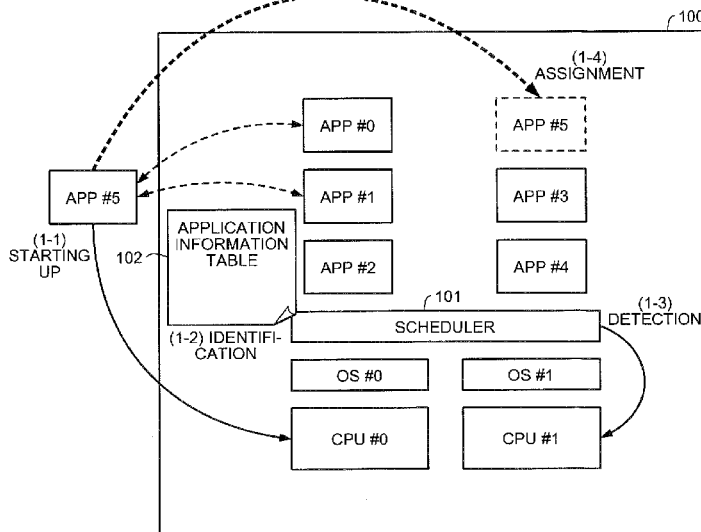 100
(1-4)
ASSIGNMENT
APP #0
APP #5
APP #5
APP #1
APP #3
(1-1)
STARTING
UP
102
APPLICATION
INFORMATION
TABLE
APP #2
APP #4
101
(1-3)
DETECTION
SCHEDULER
(1-2) IDENTIFI-
CATION
OS #0
OS #1
CPU #0
CPU #1